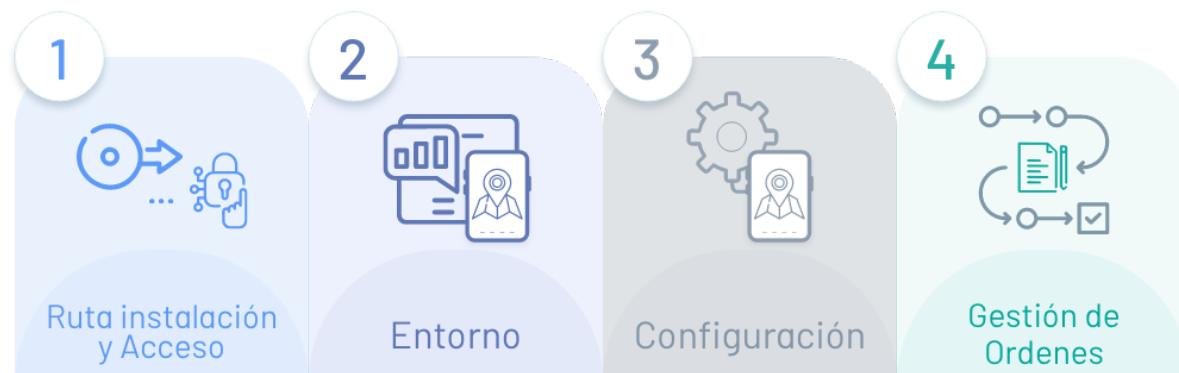 1
Ruta instalación
y Acceso
2
Entorno
3
Configuración
4
Gestión de
Ordenes